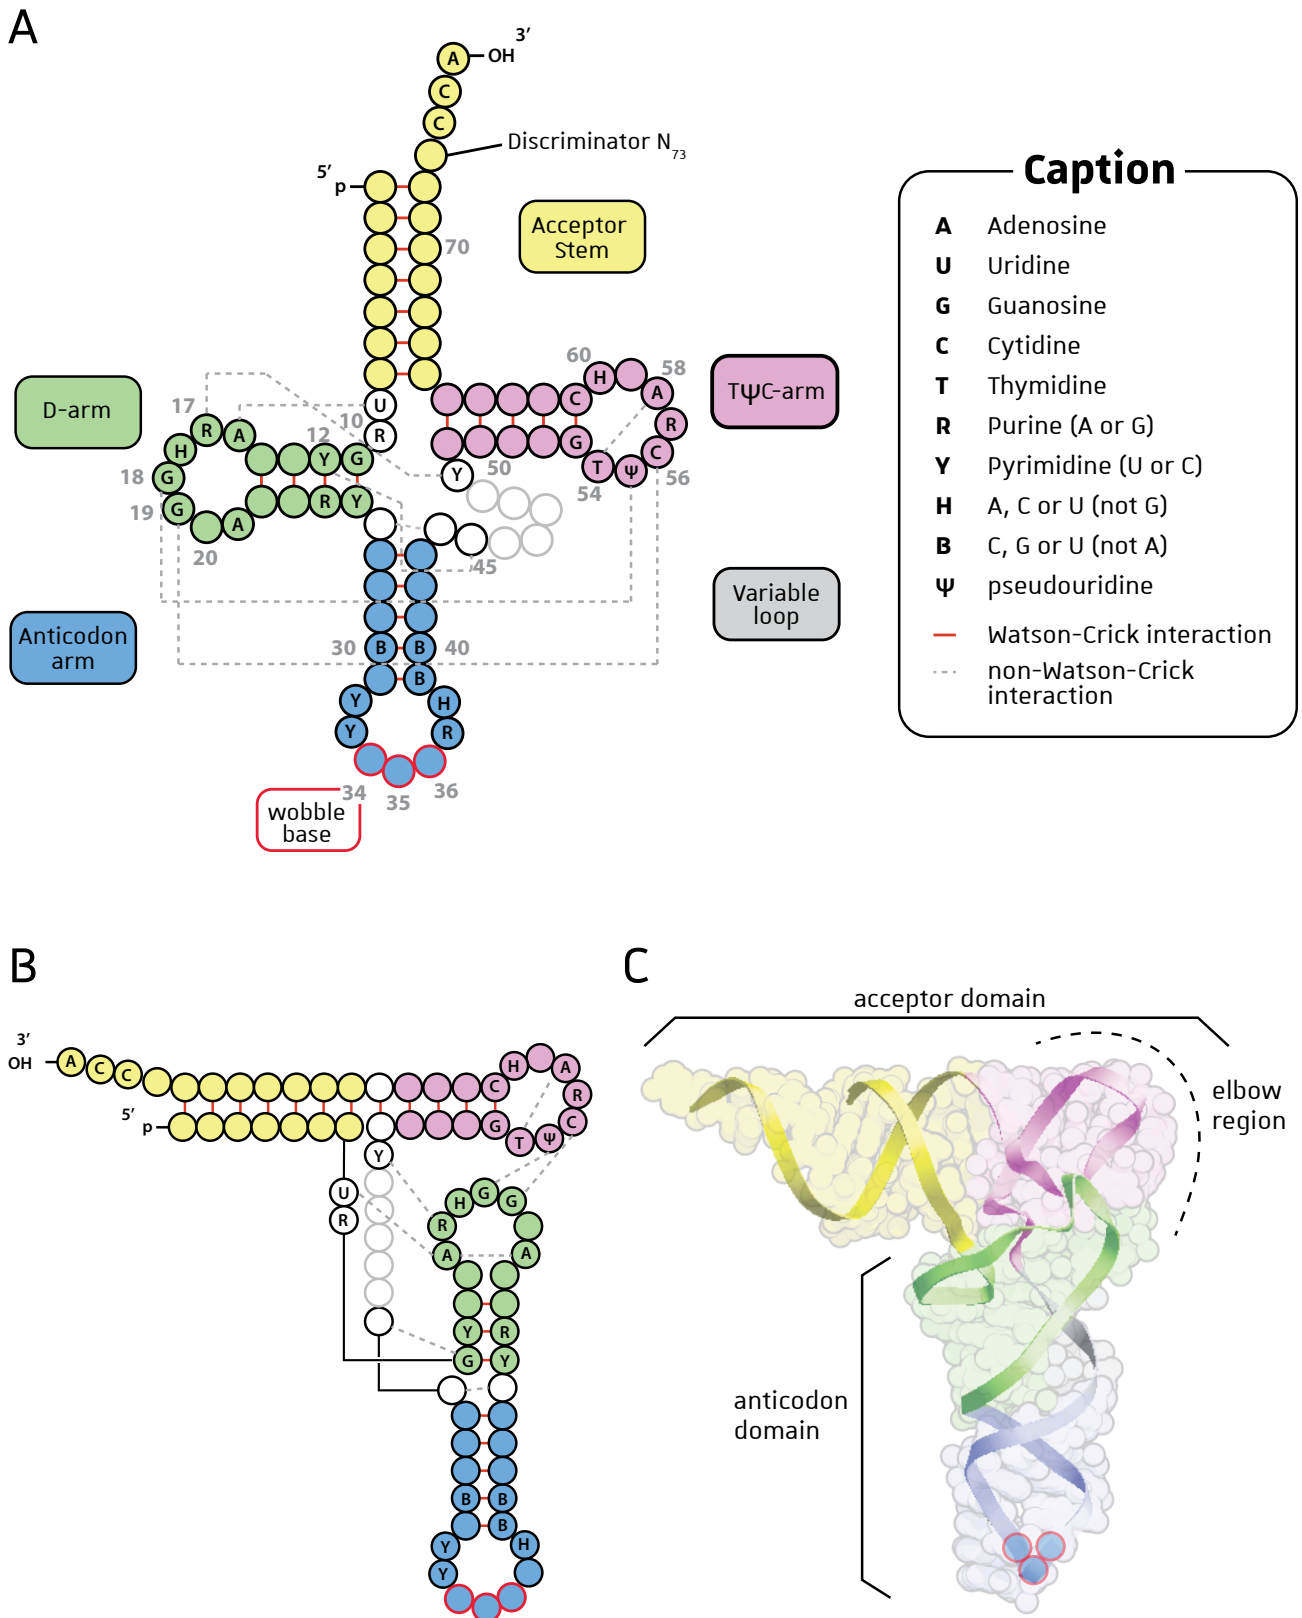 A
3′
A
OH
C
C
Discriminator N73
5′
p
Acceptor
Stem
70
60
H
58
TΨC-arm
A
R
C
56
Ψ
T
54
C
G
D-arm
17
U
10
R
R
A
12
Y
G
H
18
G
19
G
20
A
R
Y
Y
50
45
Variable
loop
Anticodon
arm
30
B
B
40
B
Y
H
Y
R
34
35
36
wobble
base
Caption
A Adenosine
U Uridine
G Guanosine
C Cytidine
T Thymidine
R Purine (A or G)
Y Pyrimidine (U or C)
H A, C or U (not G)
B C, G or U (not A)
Ψ pseudouridine
Watson-Crick interaction
non-Watson-Crick
interaction
B
3′
OH
A
C
C
5′
p
C
H
A
R
C
Ψ
T
G
Y
U
R
R
H
G
G
A
A
Y
R
G
Y
B
B
B
Y
H
Y
C
acceptor domain
elbow
region
anticodon
domain